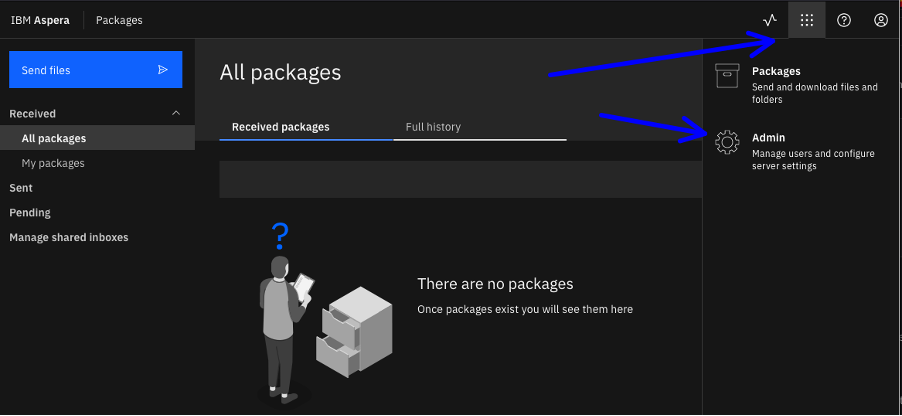 IBM Aspera
Packages
Send files
Received
All packages
My packages
Sent
Pending
Manage shared inboxes
All packages
Received packages
Full history
?
There are no packages
Once packages exist you will see them here
Packages
Send and download files and
folders
Admin
Manage users and configure
server settings